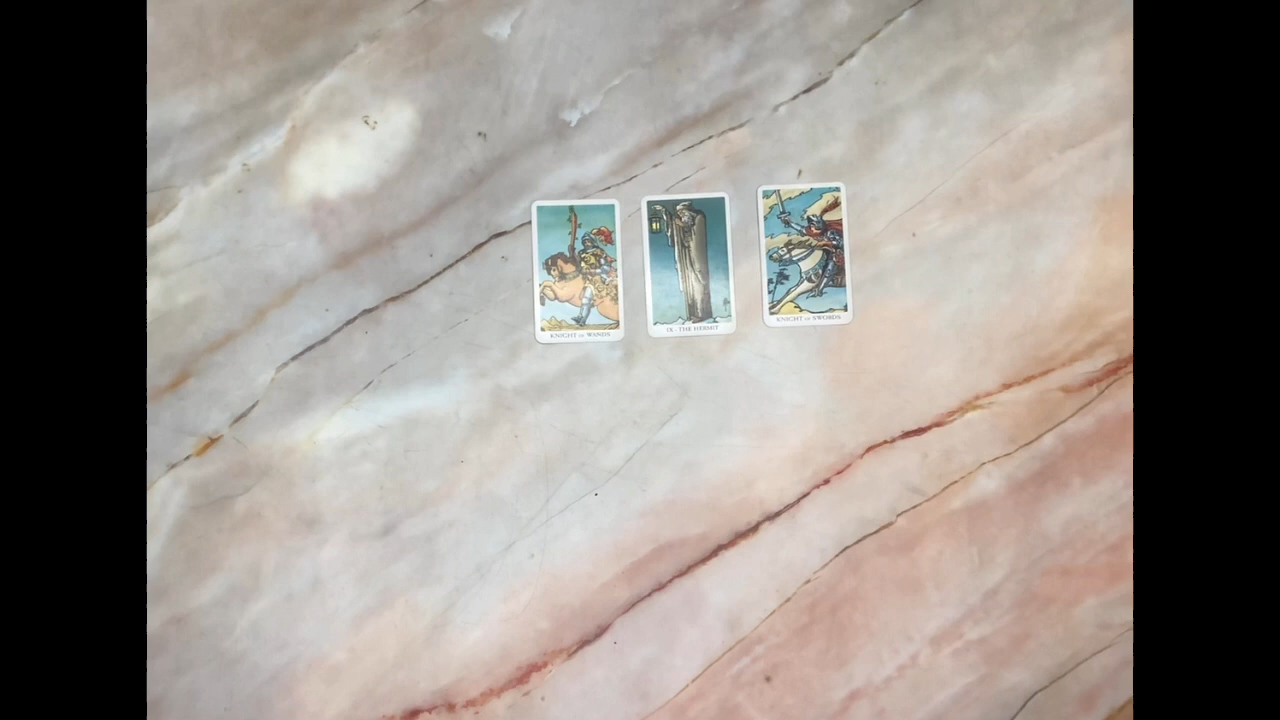 KNIGHT OF WANDS
IX - THE HERMIT
KNIGHT OF SWORDS